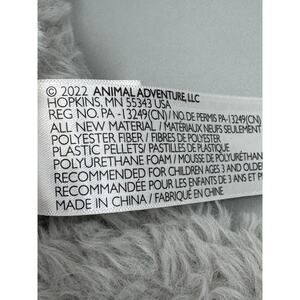 © 2022 ANIMAL ADVENTURE, LLC
HOPKINS, MN 55343 USA
REG NO. PA -13249(CN) / NO. DE PERMIS PA-13249(CN)
ALL NEW MATERIAL / MATÉRIAUX NEUFS SEULEMENT
POLYESTER FIBER / FIBRES DE POLYESTER
PLASTIC PELLETS / PASTILLES DE PLASTIQUE
POLYURETHANE FOAM / MOUSSE DE POLYURÉTHAN
RECOMMENDED FOR CHILDREN AGES 3 AND OLDER
RECOMMANDÉ POUR LES ENFANTS DE 3 ANS ET PL
MADE IN CHINA / FABRIQUÉ EN CHINE